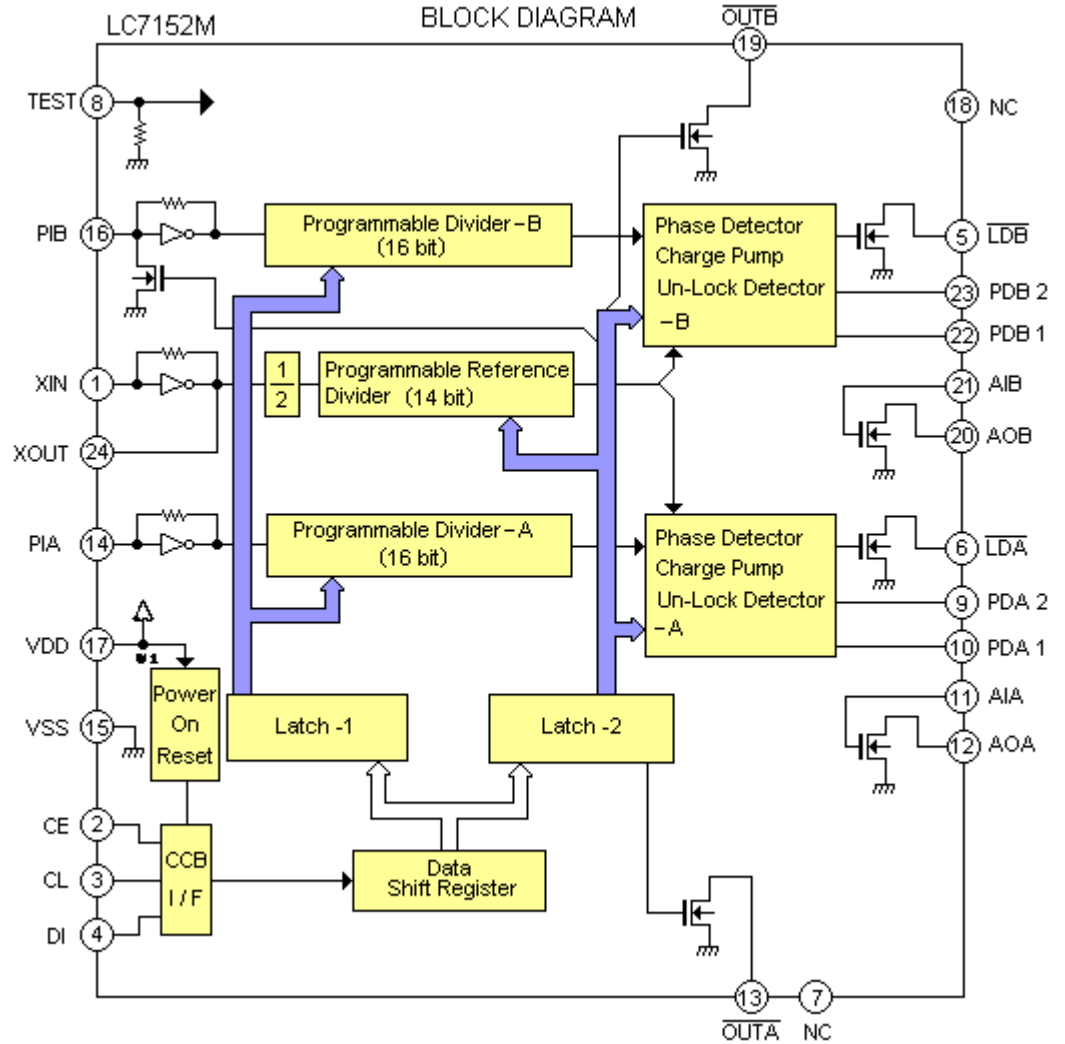 BLOCK DIAGRAM
LC7152M
OUTB
19
TEST 8
18 NC
PIB 16
Programmable Divider-B
(16 bit)
Phase Detector
Charge Pump
Un-Lock Detector
-B
5 LDB
23 PDB 2
22 PDB 1
XIN 1
1
2
Programmable Reference
Divider (14 bit)
21 AIB
20 AOB
XOUT 24
PIA 14
Programmable Divider-A
(16 bit)
Phase Detector
Charge Pump
Un-Lock Detector
-A
6 LDA
9 PDA 2
10 PDA 1
VDD 17
Power
On
Reset
Latch -1
Latch -2
11 AIA
12 AOA
VSS 15
CE 2
CL 3
DI 4
CCB
I/F
Data
Shift Register
13
7
OUTA
NC